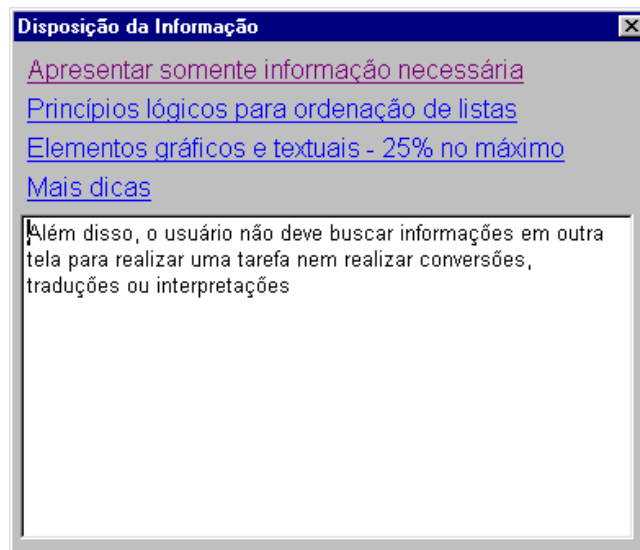 Disposição da Informação
Apresentar somente informação necessária
Princípios lógicos para ordenação de listas
Elementos gráficos e textuais - 25% no máximo
Mais dicas
Além disso, o usuário não deve buscar informações em outra
tela para realizar uma tarefa nem realizar conversões,
traduções ou interpretações